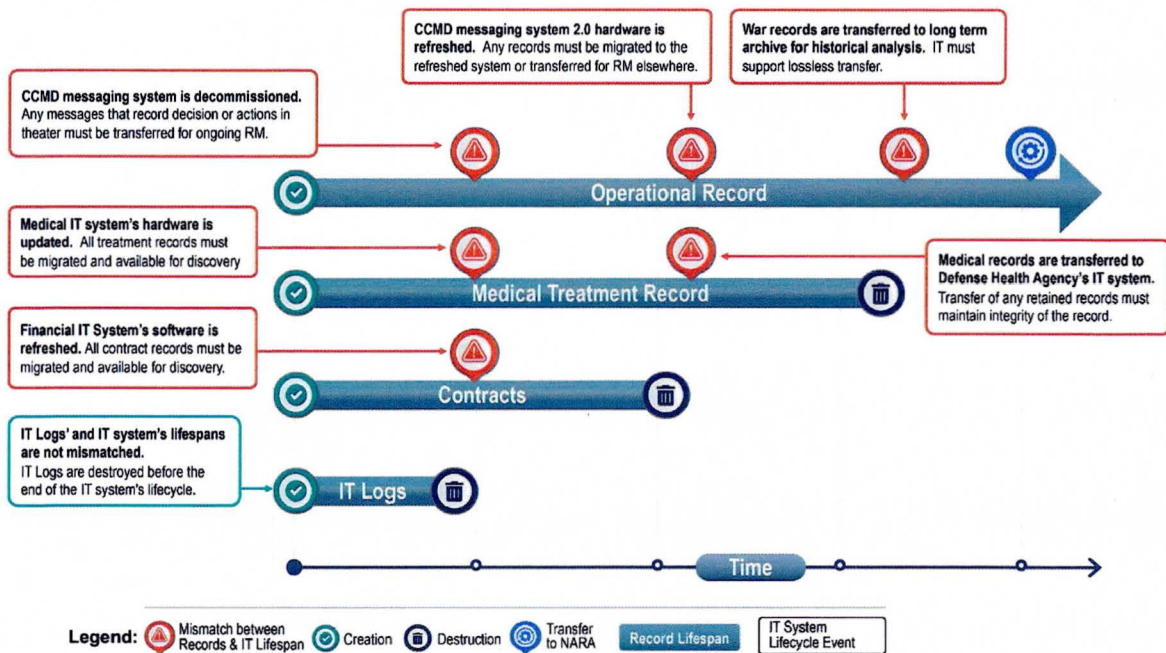 CCMD messaging system 2.0 hardware is
refreshed. Any records must be migrated to the
refreshed system or transferred for RM elsewhere.
War records are transferred to long term
archive for historical analysis. IT must
support lossless transfer.
CCMD messaging system is decommissioned.
Any messages that record decision or actions in
theater must be transferred for ongoing RM.
Operational Record
Medical IT system's hardware is
updated. All treatment records must
be migrated and available for discovery
Medical records are transferred to
Defense Health Agency's IT system.
Transfer of any retained records must
maintain integrity of the record.
Medical Treatment Record
Financial IT System's software is
refreshed. All contract records must be
migrated and available for discovery.
Contracts
IT Logs' and IT system's lifespans
are not mismatched.
IT Logs are destroyed before the
end of the IT system's lifecycle.
IT Logs
Time
Legend:
Mismatch between
Records & IT Lifespan
Creation
Destruction
Transfer
to NARA
Record Lifespan
IT System
Lifecycle Event